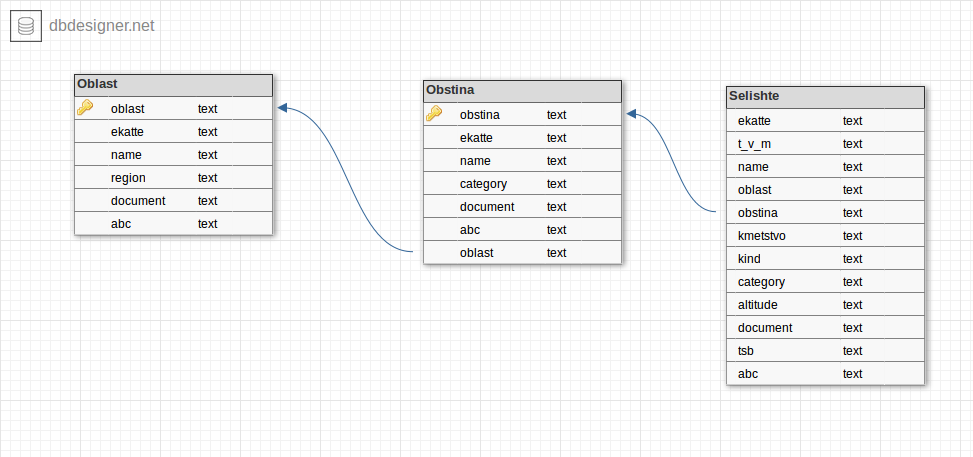 dbdesigner.net
Oblast
oblast text
ekatte text
name text
region text
document text
abc text
Obstina
obstina text
ekatte text
name text
category text
document text
abc text
oblast text
Selishte
ekatte text
t_v_m text
name text
oblast text
obstina text
kmetstvo text
kind text
category text
altitude text
document text
tsb text
abc text